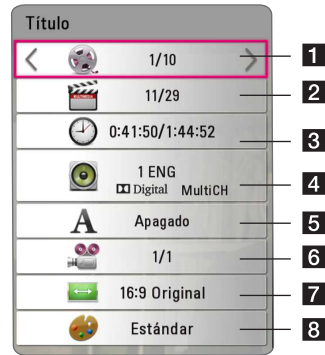 Título
1/10 1
11/29 2
0:41:50/1:44:52 3
1 ENG
Digital MultiCH 4
A Apagado 5
1/1 6
16:9 Original 7
Estándar 8